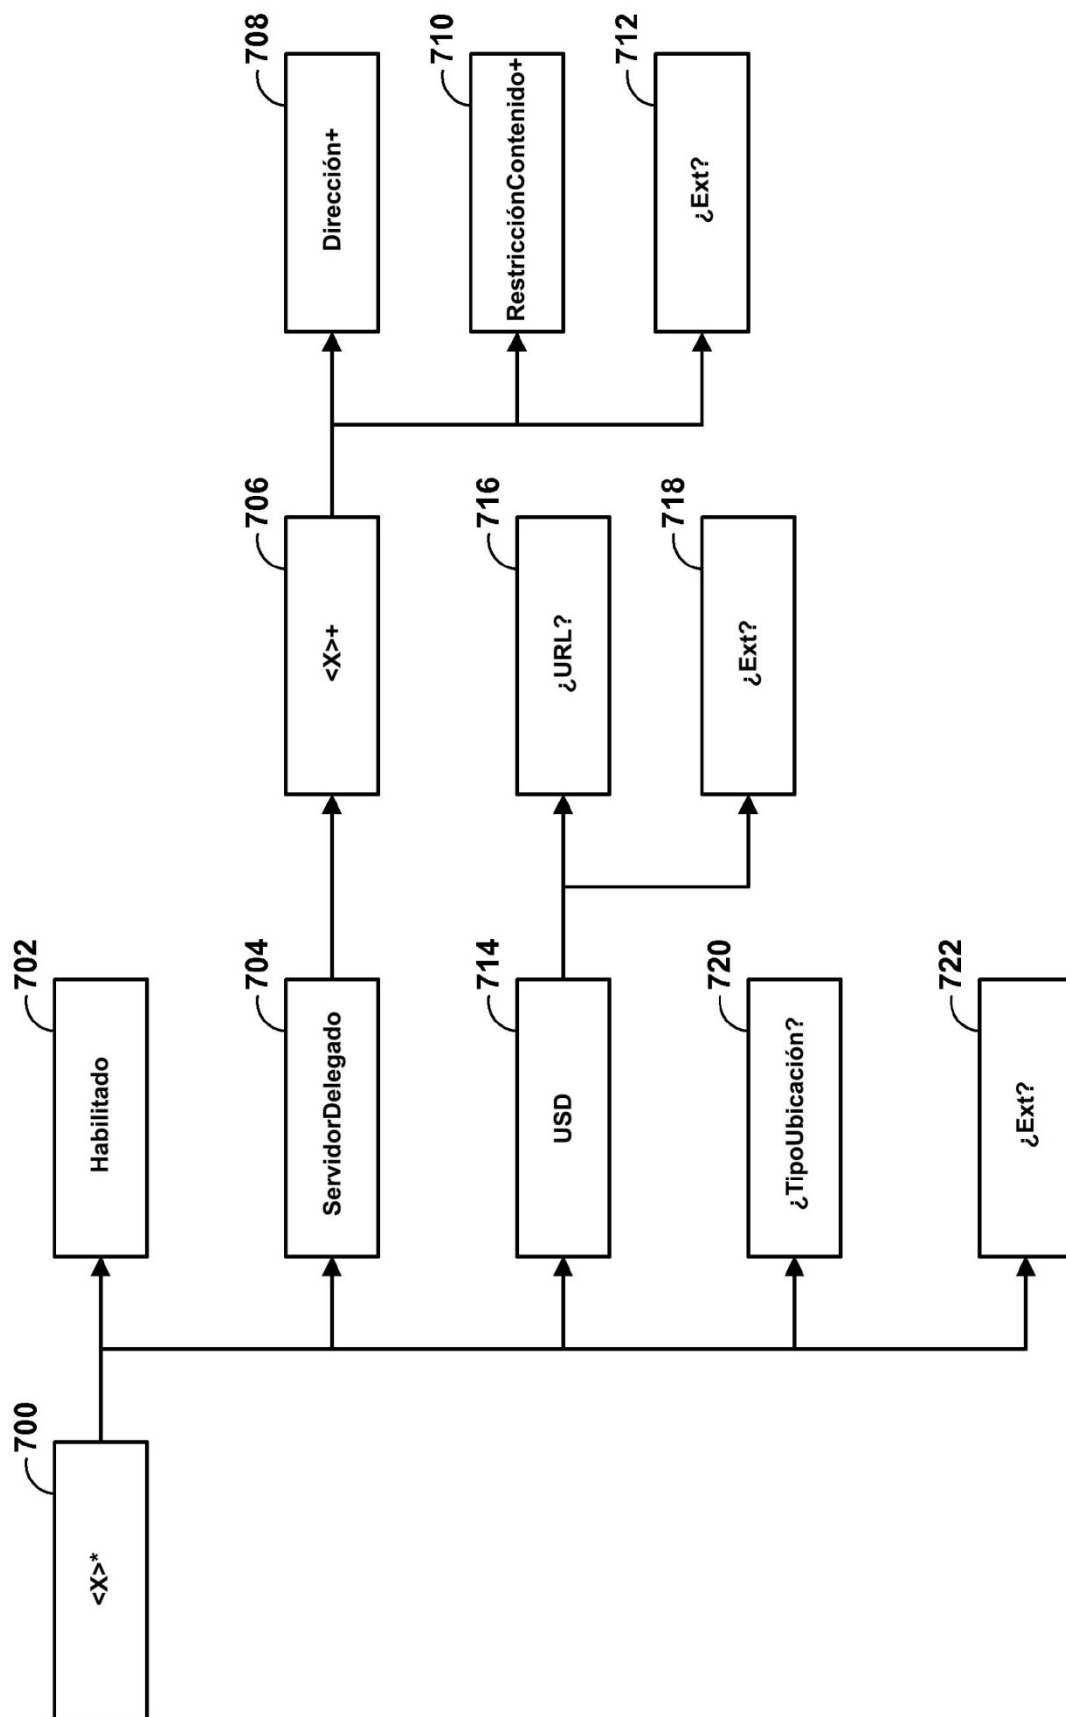 700
<X>*
702
Habilitado
704
ServidorDelegado
706
<X>+
708
Dirección+
710
RestricciónContenido+
712
¿Ext?
714
USD
716
¿URL?
718
¿Ext?
720
¿TipoUbicación?
722
¿Ext?